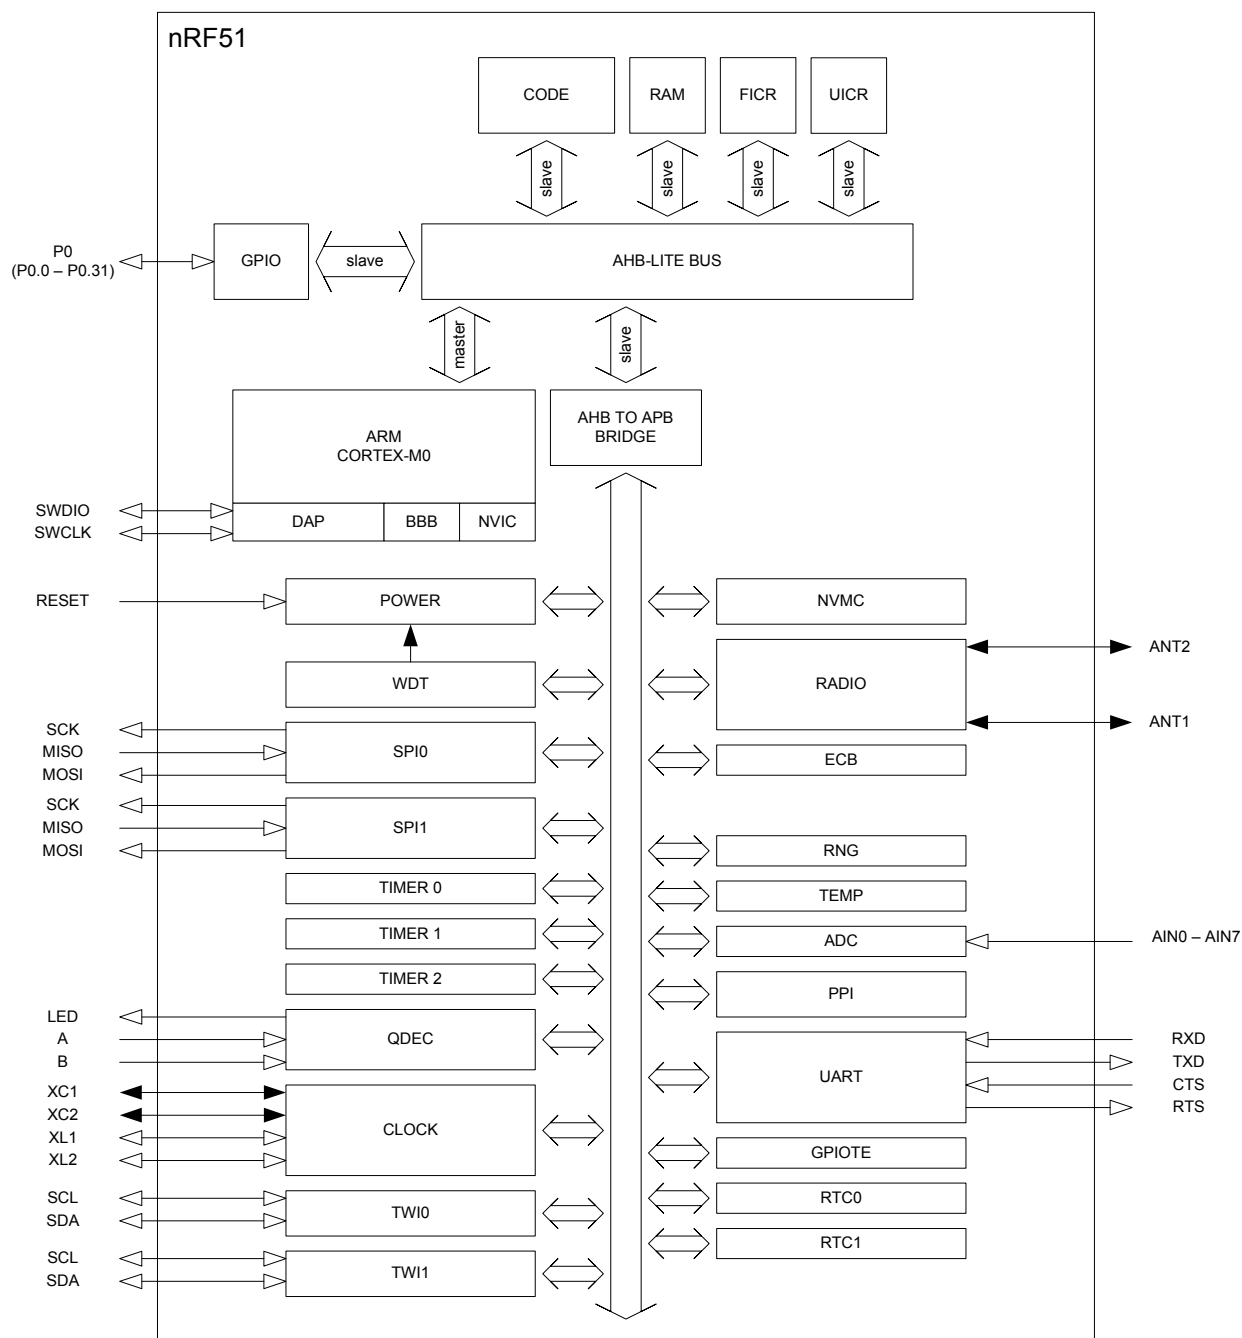 nRF51
CODE
RAM
FICR
UICR
slave
slave
slave
slave
P0
(P0.0 – P0.31)
GPIO
slave
AHB-LITE BUS
master
slave
ARM
CORTEX-M0
AHB TO APB
BRIDGE
SWDIO
SWCLK
DAP
BBB
NVIC
RESET
POWER
NVMC
WDT
RADIO
ANT2
ANT1
SCK
MISO
MOSI
SPI0
ECB
SCK
MISO
MOSI
SPI1
RNG
TIMER 0
TEMP
TIMER 1
ADC
AIN0 – AIN7
TIMER 2
PPI
LED
A
B
QDEC
UART
RXD
TXD
CTS
RTS
XC1
XC2
XL1
XL2
CLOCK
GPIOTE
SCL
SDA
TWI0
RTC0
RTC1
SCL
SDA
TWI1